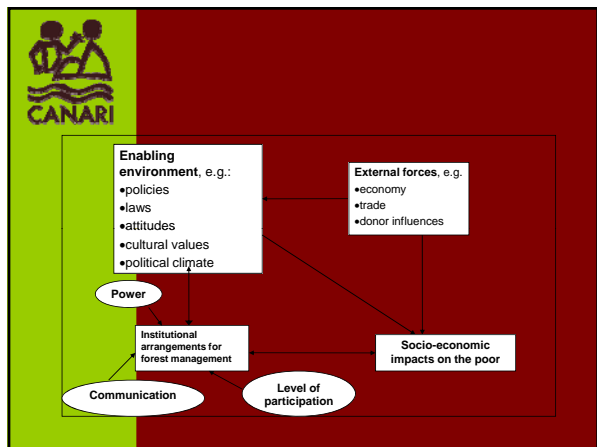 CANARI
Enabling
environment, e.g.:
•policies
•laws
•attitudes
•cultural values
•political climate
External forces, e.g.
•economy
•trade
•donor influences
Power
Institutional
arrangements for
forest management
Socio-economic
impacts on the poor
Communication
Level of
participation